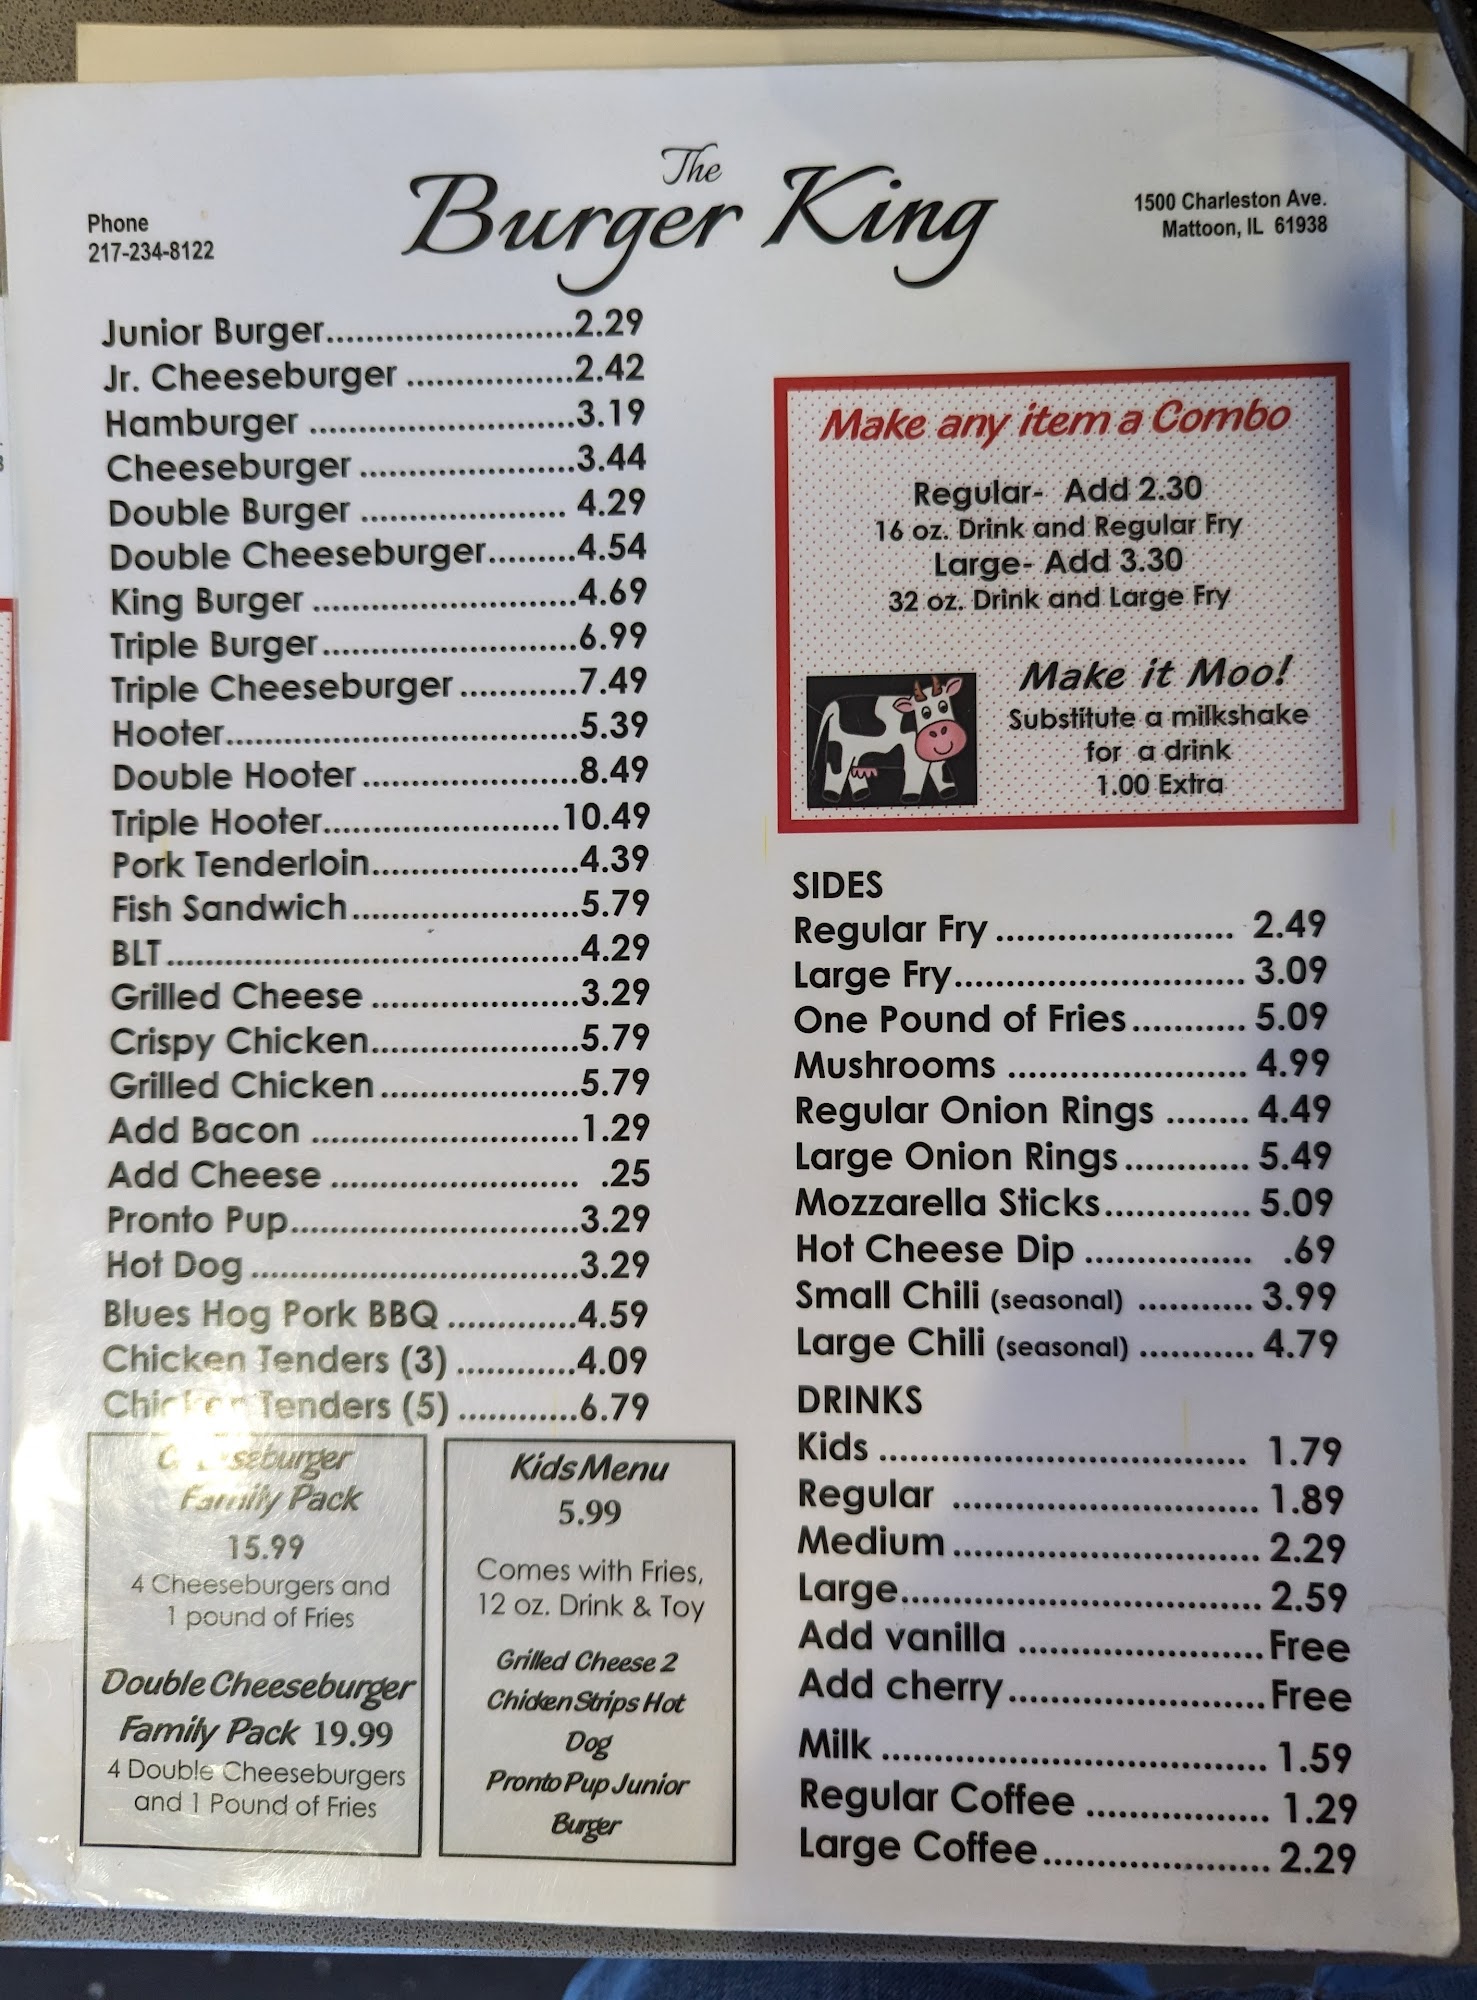 The
Burger King
Phone
217-234-8122
1500 Charleston Ave.
Mattoon, IL 61938
Junior Burger........................2.29
Jr. Cheeseburger ................2.42
Hamburger ..........................3.19
Cheeseburger .....................3.44
Double Burger .................... 4.29
Double Cheeseburger.........4.54
King Burger ..........................4.69
Triple Burger.........................6.99
Triple Cheeseburger ............7.49
Hooter...................................5.39
Double Hooter .....................8.49
Triple Hooter.......................10.49
Pork Tenderloin.....................4.39
Fish Sandwich.......................5.79
BLT.........................................4.29
Grilled Cheese .....................3.29
Crispy Chicken.....................5.79
Grilled Chicken ....................5.79
Add Bacon ..........................1.29
Add Cheese ........................ .25
Pronto Pup............................3.29
Hot Dog ................................3.29
Blues Hog Pork BBQ .............4.59
Chicken Tenders (3) ............4.09
Chicken Tenders (5) ............6.79
Cheeseburger
Family Pack
15.99
4 Cheeseburgers and
1 pound of Fries
Double Cheeseburger
Family Pack 19.99
4 Double Cheeseburgers
and 1 Pound of Fries
Kids Menu
5.99
Comes with Fries,
12 oz. Drink & Toy
Grilled Cheese 2
Chicken Strips Hot
Dog
Pronto Pup Junior
Burger
Make any item a Combo
Regular- Add 2.30
16 oz. Drink and Regular Fry
Large- Add 3.30
32 oz. Drink and Large Fry
Make it Moo!
Substitute a milkshake
for a drink
1.00 Extra
SIDES
Regular Fry ....................... 2.49
Large Fry............................ 3.09
One Pound of Fries........... 5.09
Mushrooms ....................... 4.99
Regular Onion Rings ........ 4.49
Large Onion Rings............ 5.49
Mozzarella Sticks.............. 5.09
Hot Cheese Dip ................ .69
Small Chili (seasonal) ........... 3.99
Large Chili (seasonal) ........... 4.79
DRINKS
Kids ................................... 1.79
Regular ............................. 1.89
Medium ............................. 2.29
Large.................................. 2.59
Add vanilla ........................Free
Add cherry.........................Free
Milk ..................................... 1.59
Regular Coffee ................. 1.29
Large Coffee...................... 2.29